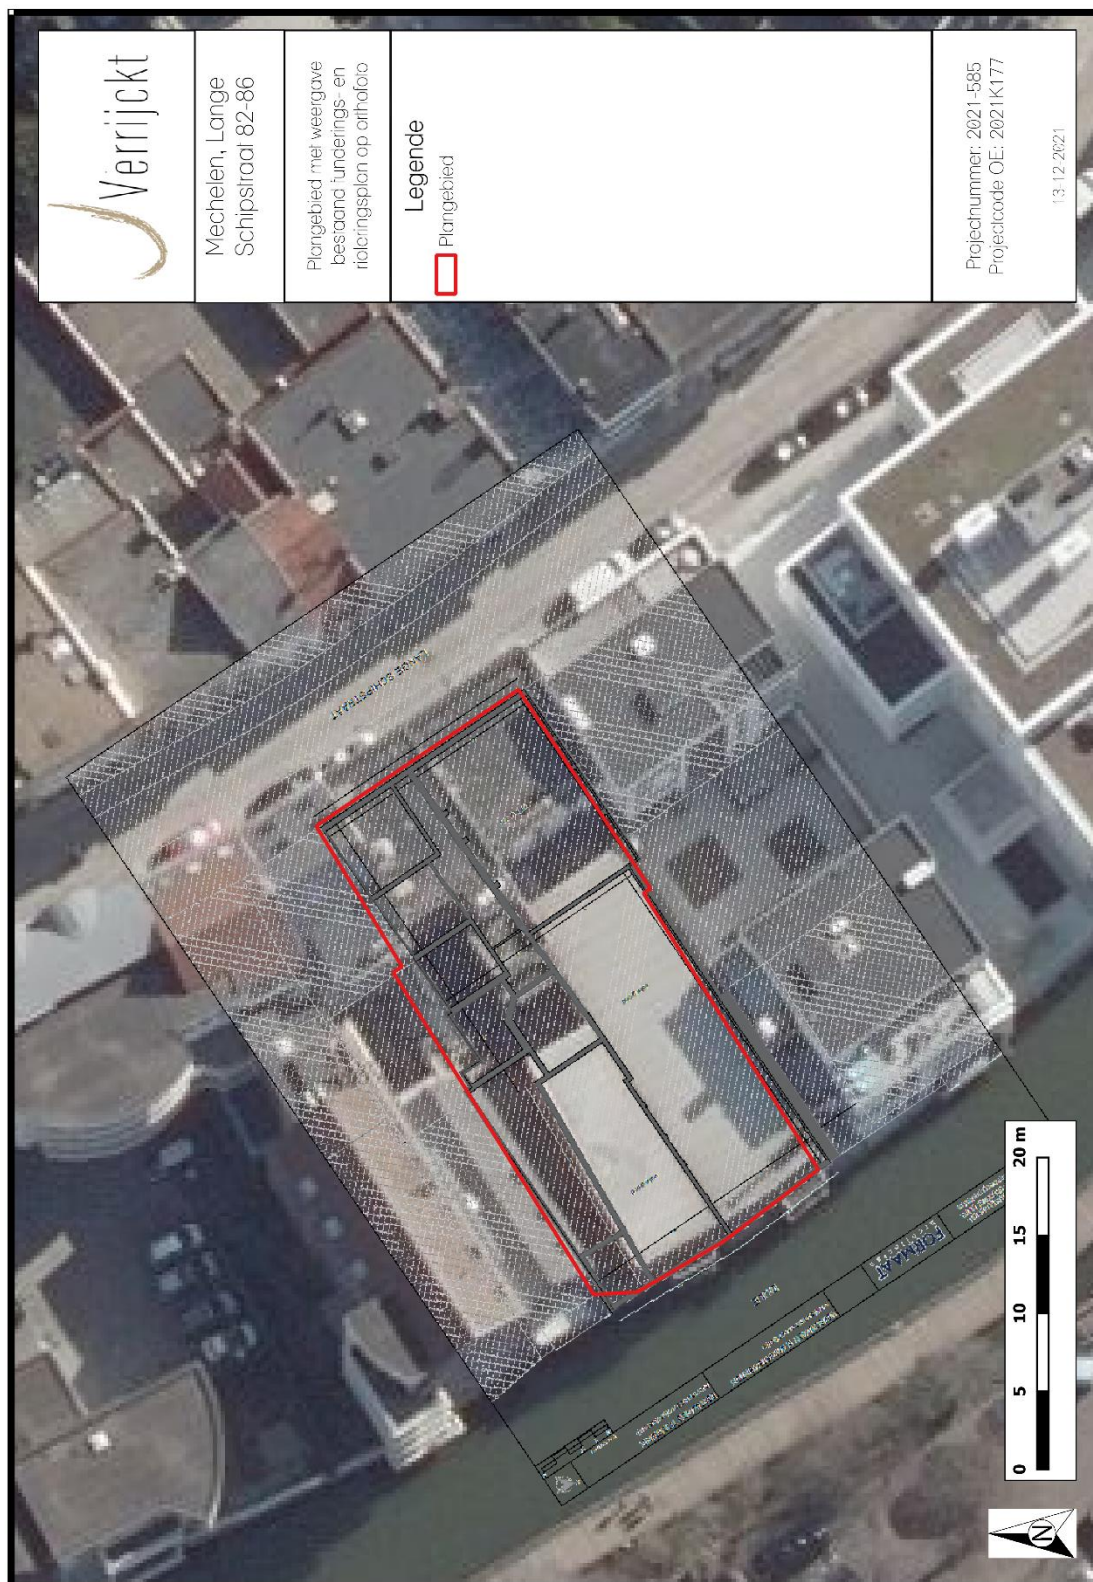 Verrijckt
Mechelen, Lange
Schipstraat 82-86
Plangebied met weergave
bestaand funderings- en
rioleringsplan op orthofoto
Legende
Plangebied
Projectnummer: 2021-585
Projectcode OE: 2021K177
13-12-2021
LANGE SCHIPSTRAAT
FORMAAT
0 5 10 15 20 m
N